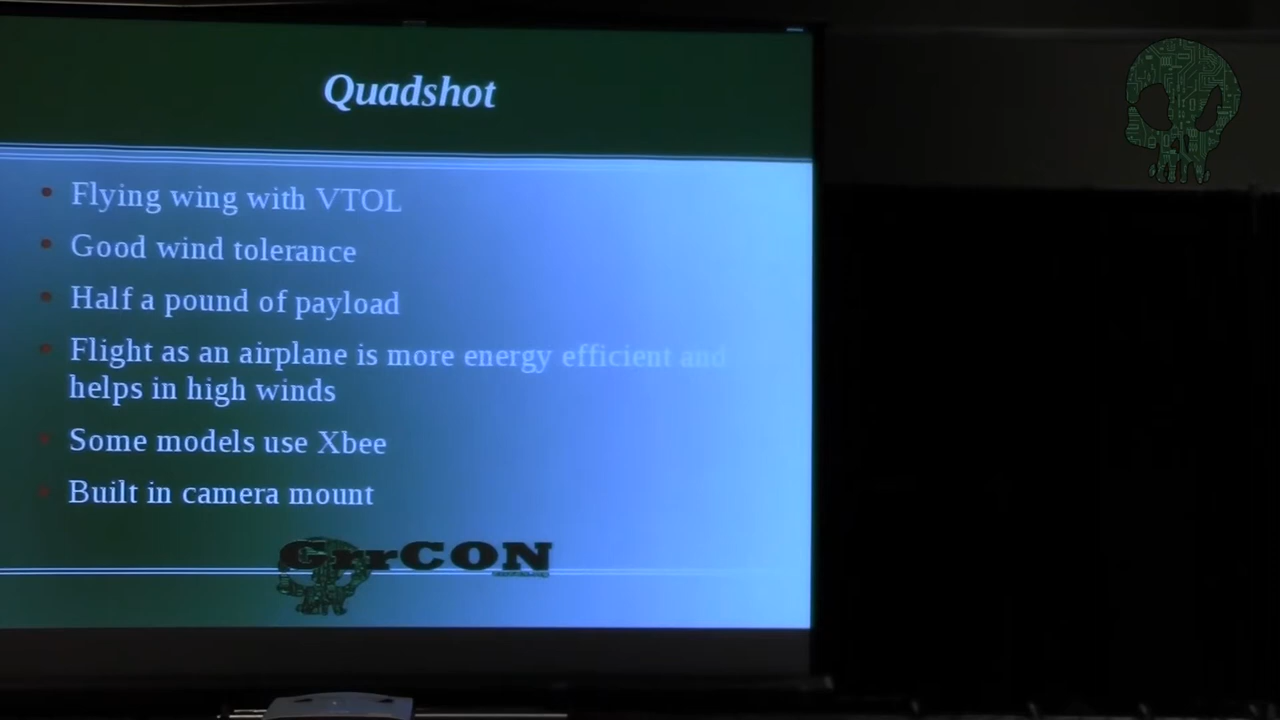 Quadshot
Flying wing with VTOL
Good wind tolerance
Half a pound of payload
Flight as an airplane is more energy efficient and
helps in high winds
Some models use Xbee
Built in camera mount
GrrCON